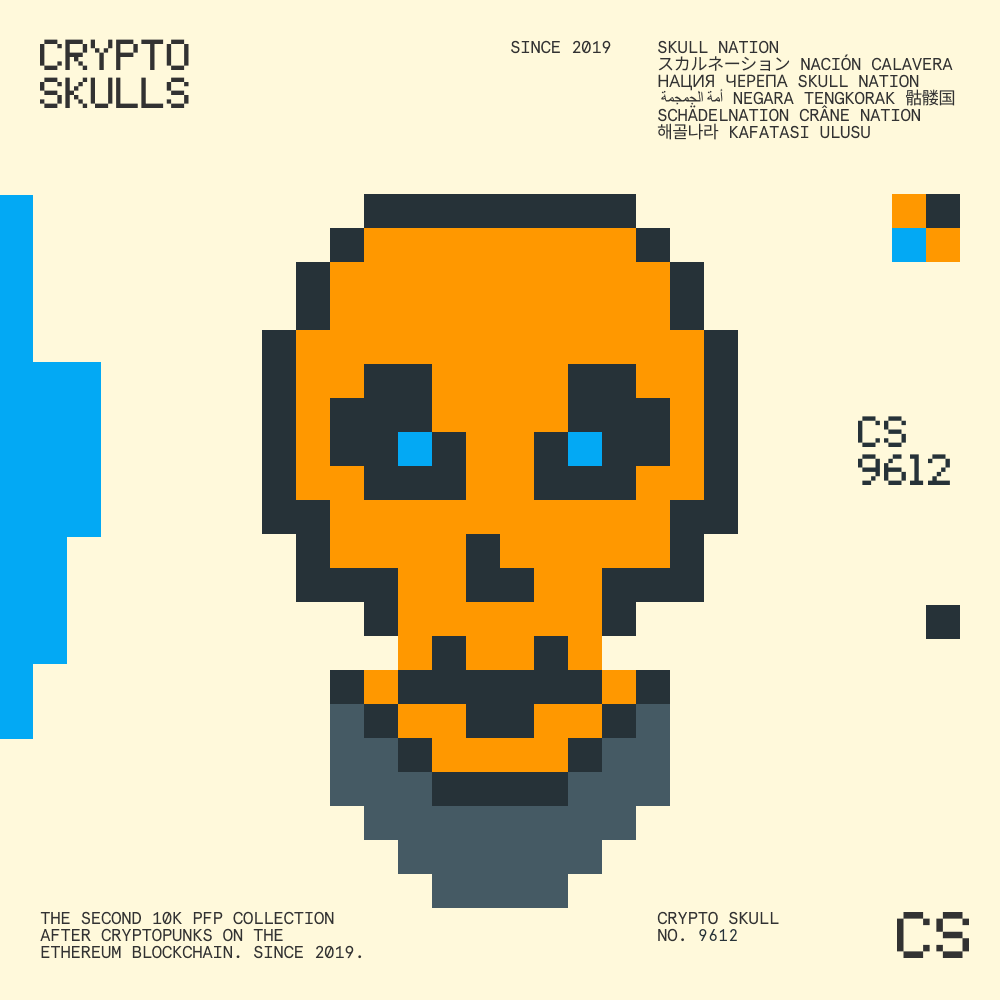 CRYPTO
SKULLS
SINCE 2019
SKULL NATION
スカルネーション NACIÓN CALAVERA
НАЦИЯ ЧЕРЕПА SKULL NATION
أمة الجمجمة NEGARA TENGKORAK 骷髅国
SCHÄDELNATION CRÂNE NATION
해골나라 KAFATASI ULUSU
CS
9612
THE SECOND 10K PFP COLLECTION
AFTER CRYPTOPUNKS ON THE
ETHEREUM BLOCKCHAIN. SINCE 2019.
CRYPTO SKULL
NO. 9612
CS